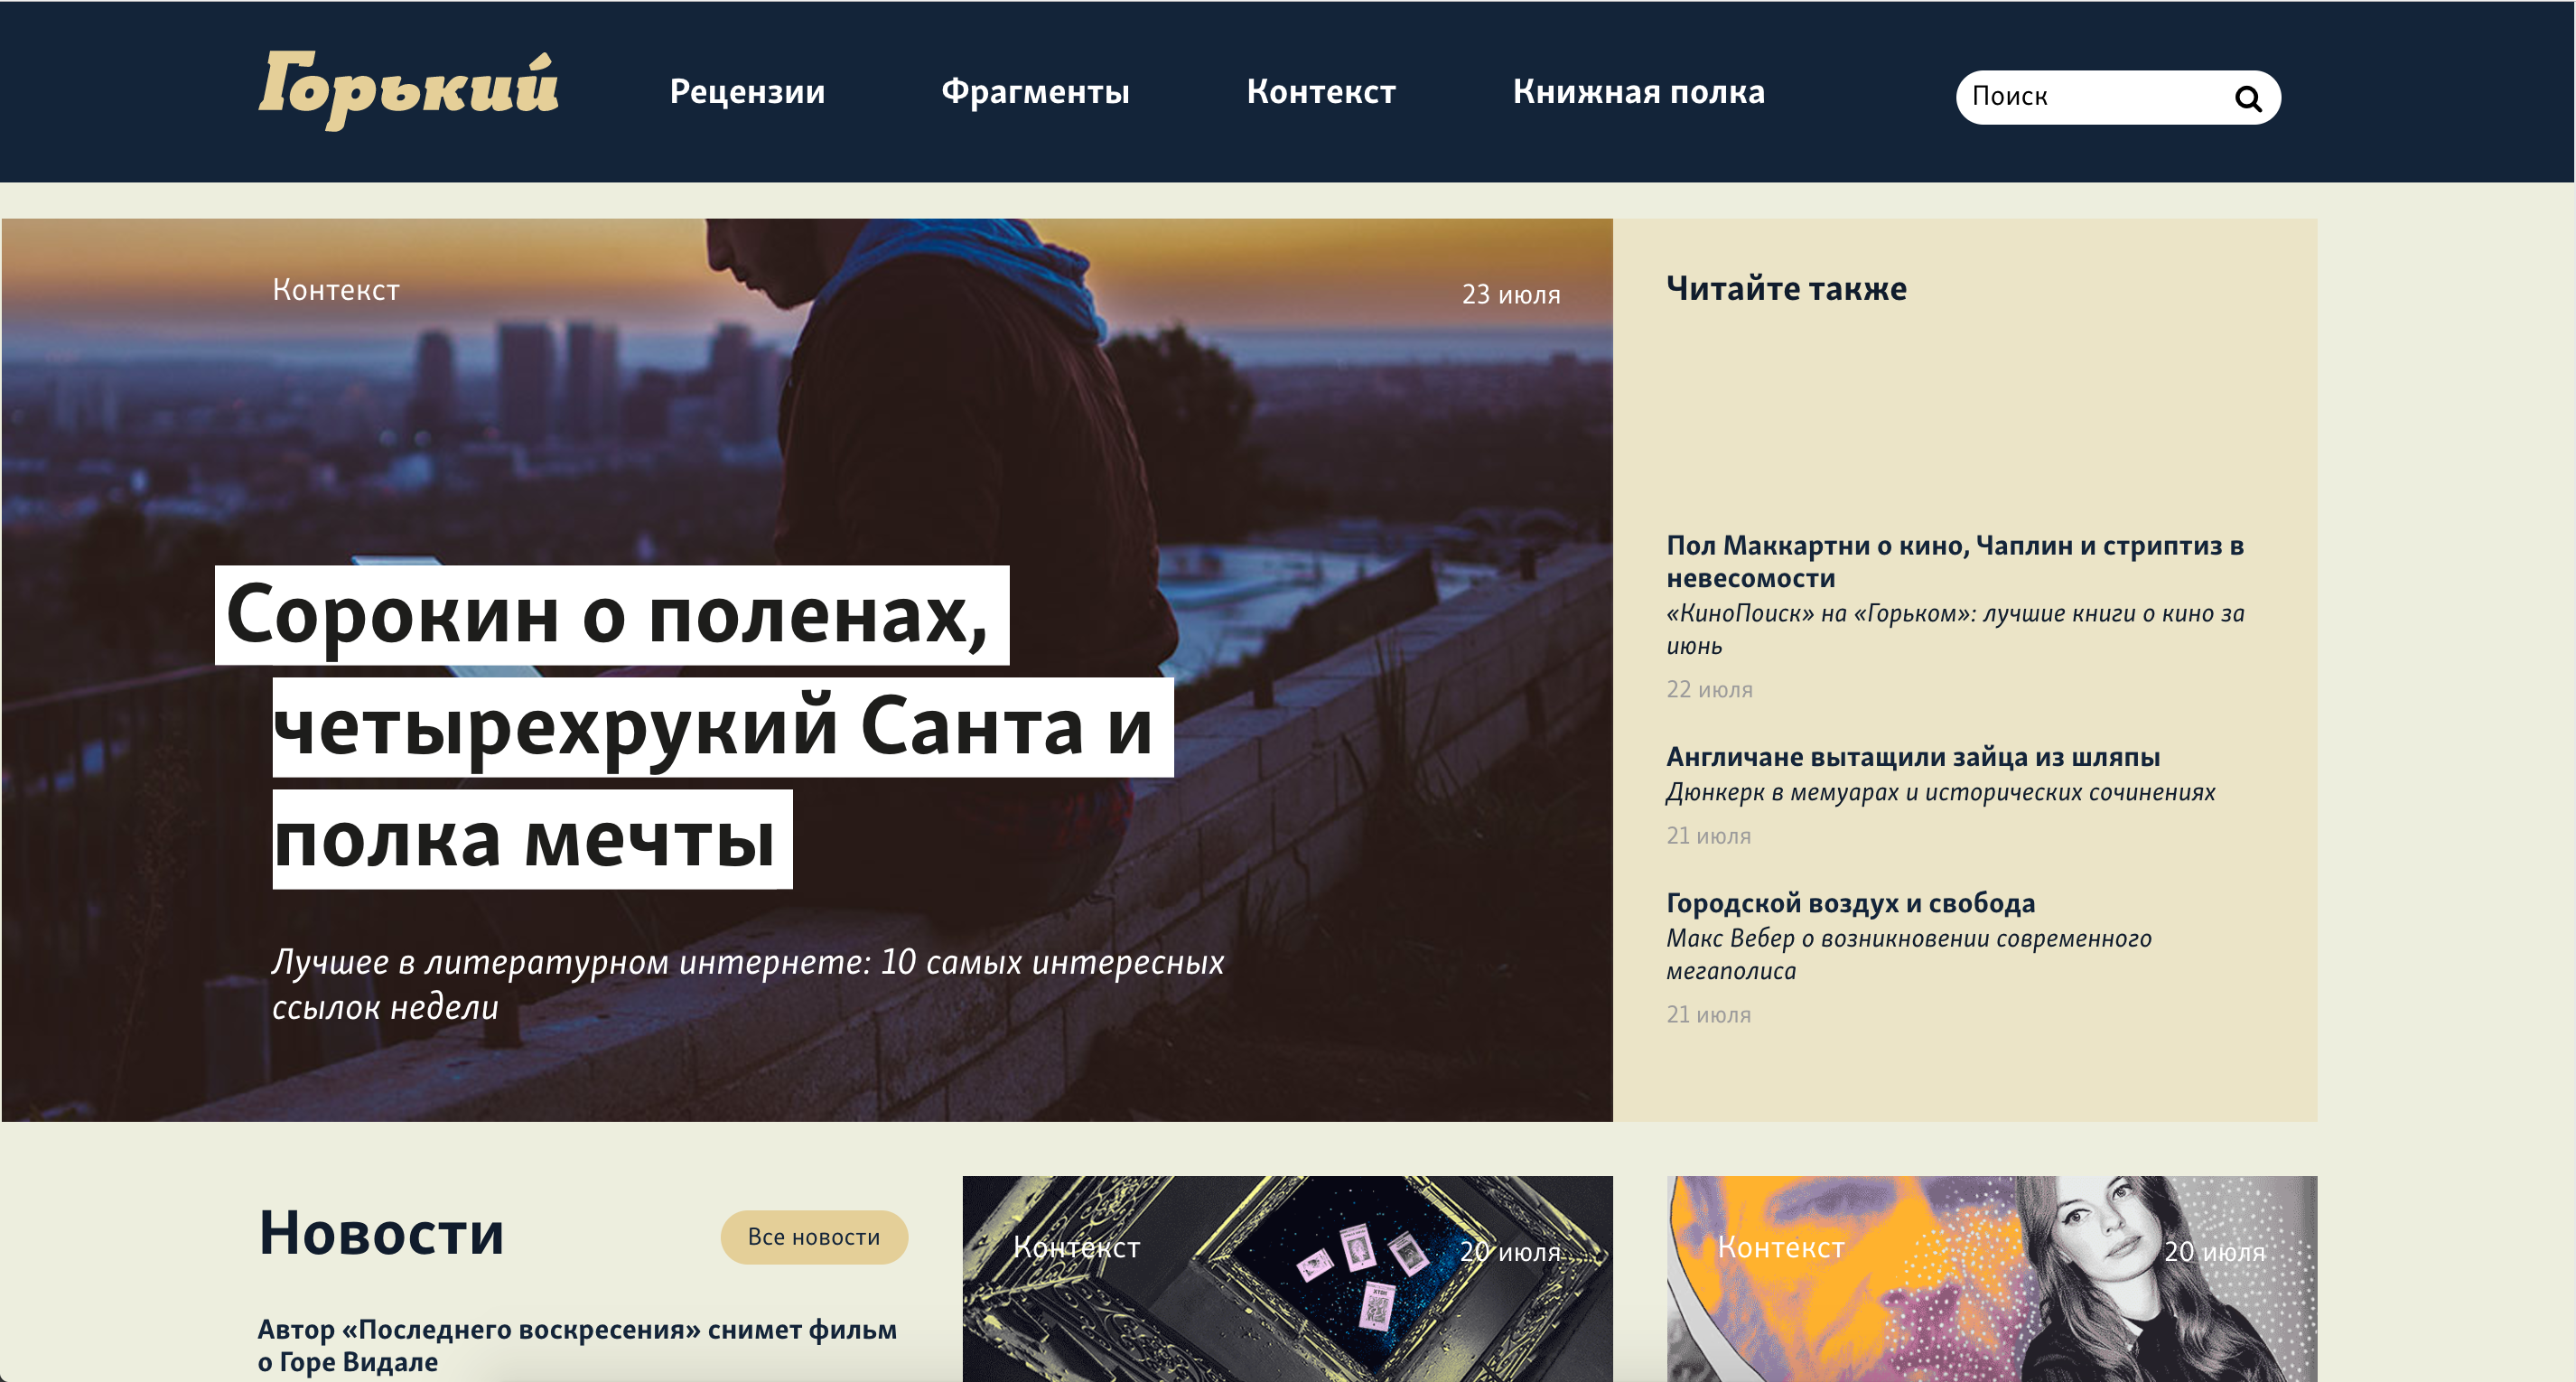 Горький
Рецензии
Фрагменты
Контекст
Книжная полка
Поиск
Контекст
23 июля
Сорокин о поленах,
четырехрукий Санта и
полка мечты
Лучшее в литературном интернете: 10 самых интересных
ссылок недели
Читайте также
Пол Маккартни о кино, Чаплин и стриптиз в
невесомости
«КиноПоиск» на «Горьком»: лучшие книги о кино за
июнь
22 июля
Англичане вытащили зайца из шляпы
Дюнкерк в мемуарах и исторических сочинениях
21 июля
Городской воздух и свобода
Макс Вебер о возникновении современного
мегаполиса
21 июля
Новости
Все новости
Автор «Последнего воскресения» снимет фильм
о Горе Видале
Контекст
20 июля
Контекст
20 июля